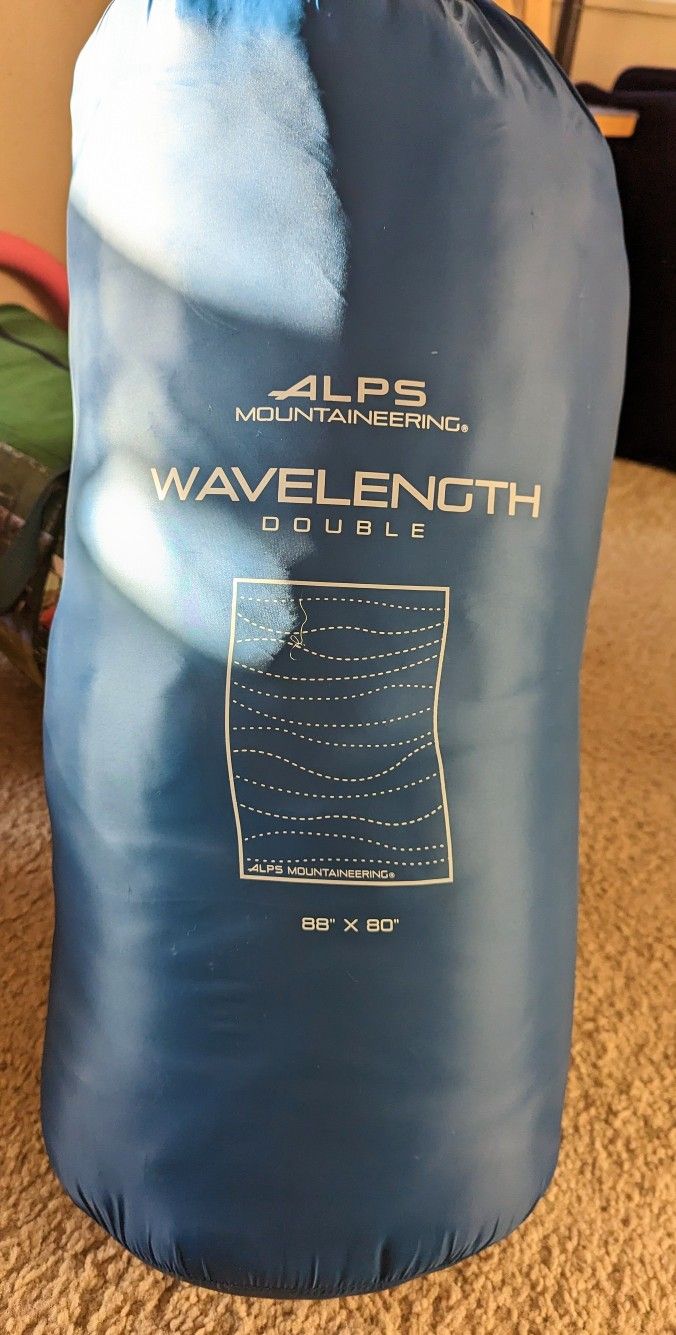 ALPS
MOUNTAINEERING®
WAVELENGTH
DOUBLE
ALPS MOUNTAINEERING®
88" X 80"